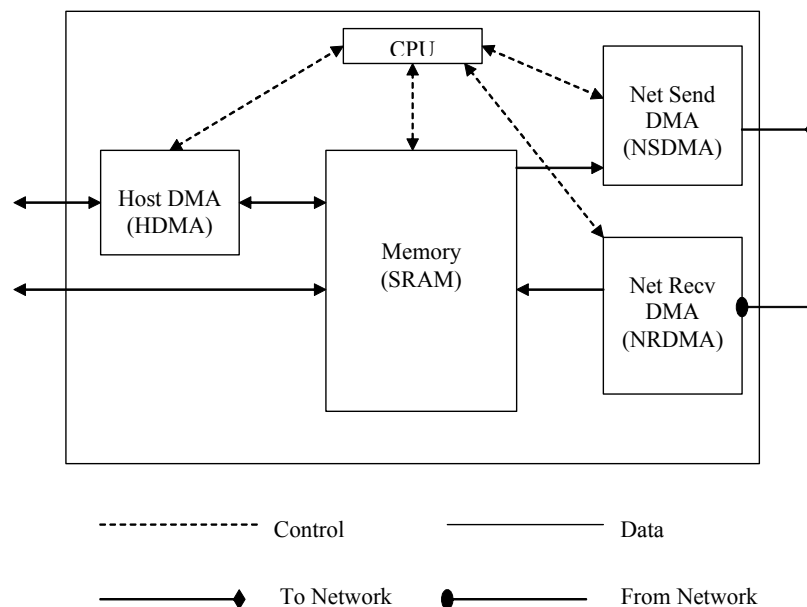 CPU
Net Send
DMA
(NSDMA)
Host DMA
(HDMA)
Memory
(SRAM)
Net Recv
DMA
(NRDMA)
Control
Data
To Network
From Network